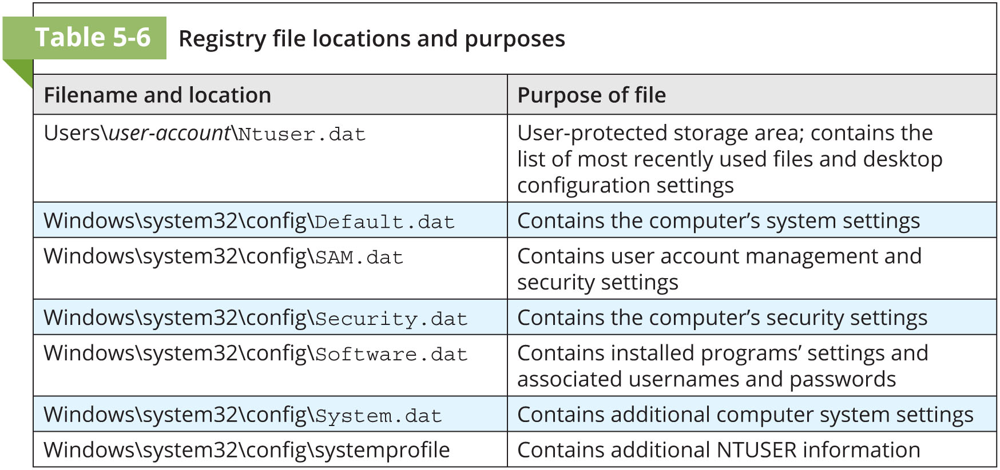 Table 5-6 Registry file locations and purposes
Filename and location Purpose of file
Users\user-account\Ntuser.dat User-protected storage area; contains the
list of most recently used files and desktop
configuration settings
Windows\system32\config\Default.dat Contains the computer’s system settings
Windows\system32\config\SAM.dat Contains user account management and
security settings
Windows\system32\config\Security.dat Contains the computer’s security settings
Windows\system32\config\Software.dat Contains installed programs’ settings and
associated usernames and passwords
Windows\system32\config\System.dat Contains additional computer system settings
Windows\system32\config\systemprofile Contains additional NTUSER information